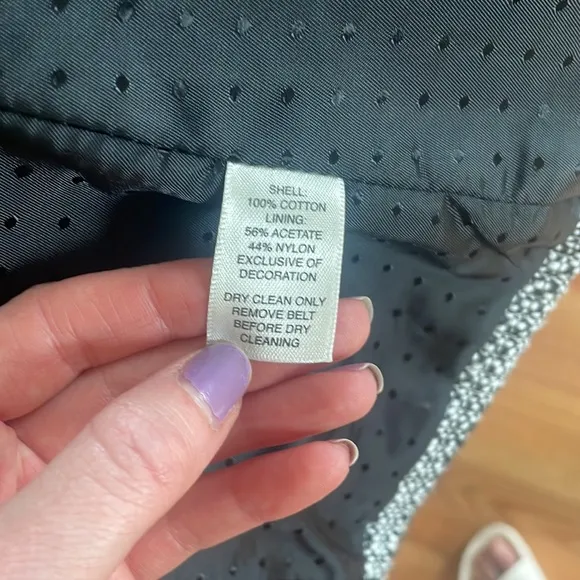 SHELL:
100% COTTON
LINING:
56% ACETATE
44% NYLON
EXCLUSIVE OF
DECORATION
DRY CLEAN ONLY
REMOVE BELT
BEFORE DRY
CLEANING